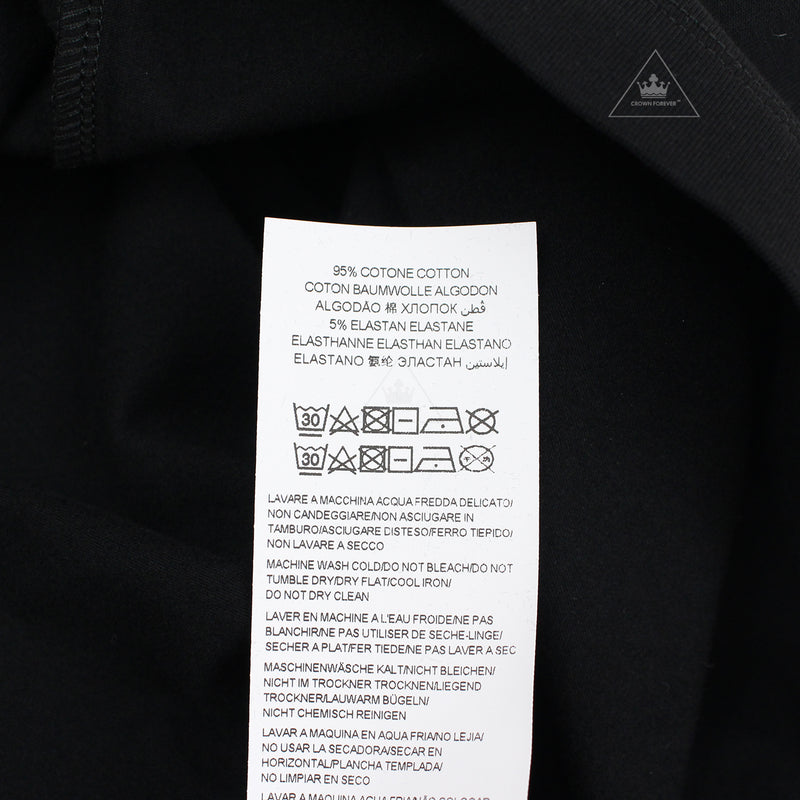 CROWN FOREVER™
95% COTONE COTTON
COTON BAUMWOLLE ALGODON
ALGODÃO 棉 ХЛОПОК قُطن
5% ELASTAN ELASTANE
ELASTHANNE ELASTHAN ELASTANO
ELASTANO 氨纶 ЭЛАСТАН إيلاستين
30
30
LAVARE A MACCHINA ACQUA FREDDA DELICATO/
NON CANDEGGIARE/NON ASCIUGARE IN
TAMBURO/ASCIUGARE DISTESO/FERRO TIEPIDO/
NON LAVARE A SECCO
MACHINE WASH COLD/DO NOT BLEACH/DO NOT
TUMBLE DRY/DRY FLAT/COOL IRON/
DO NOT DRY CLEAN
LAVER EN MACHINE A L'EAU FROIDE/NE PAS
BLANCHIR/NE PAS UTILISER DE SECHE-LINGE/
SECHER A PLAT/FER TIEDE/NE PAS LAVER A SEC
MASCHINENWÄSCHE KALT/NICHT BLEICHEN/
NICHT IM TROCKNER TROCKNEN/LIEGEND
TROCKNER/LAUWARM BÜGELN/
NICHT CHEMISCH REINIGEN
LAVAR A MAQUINA EN AQUA FRIA/NO LEJIA/
NO USAR LA SECADORA/SECAR EN
HORIZONTAL/PLANCHA TEMPLADA/
NO LIMPIAR EN SECO
LAVAR A MAQUINA AGUA